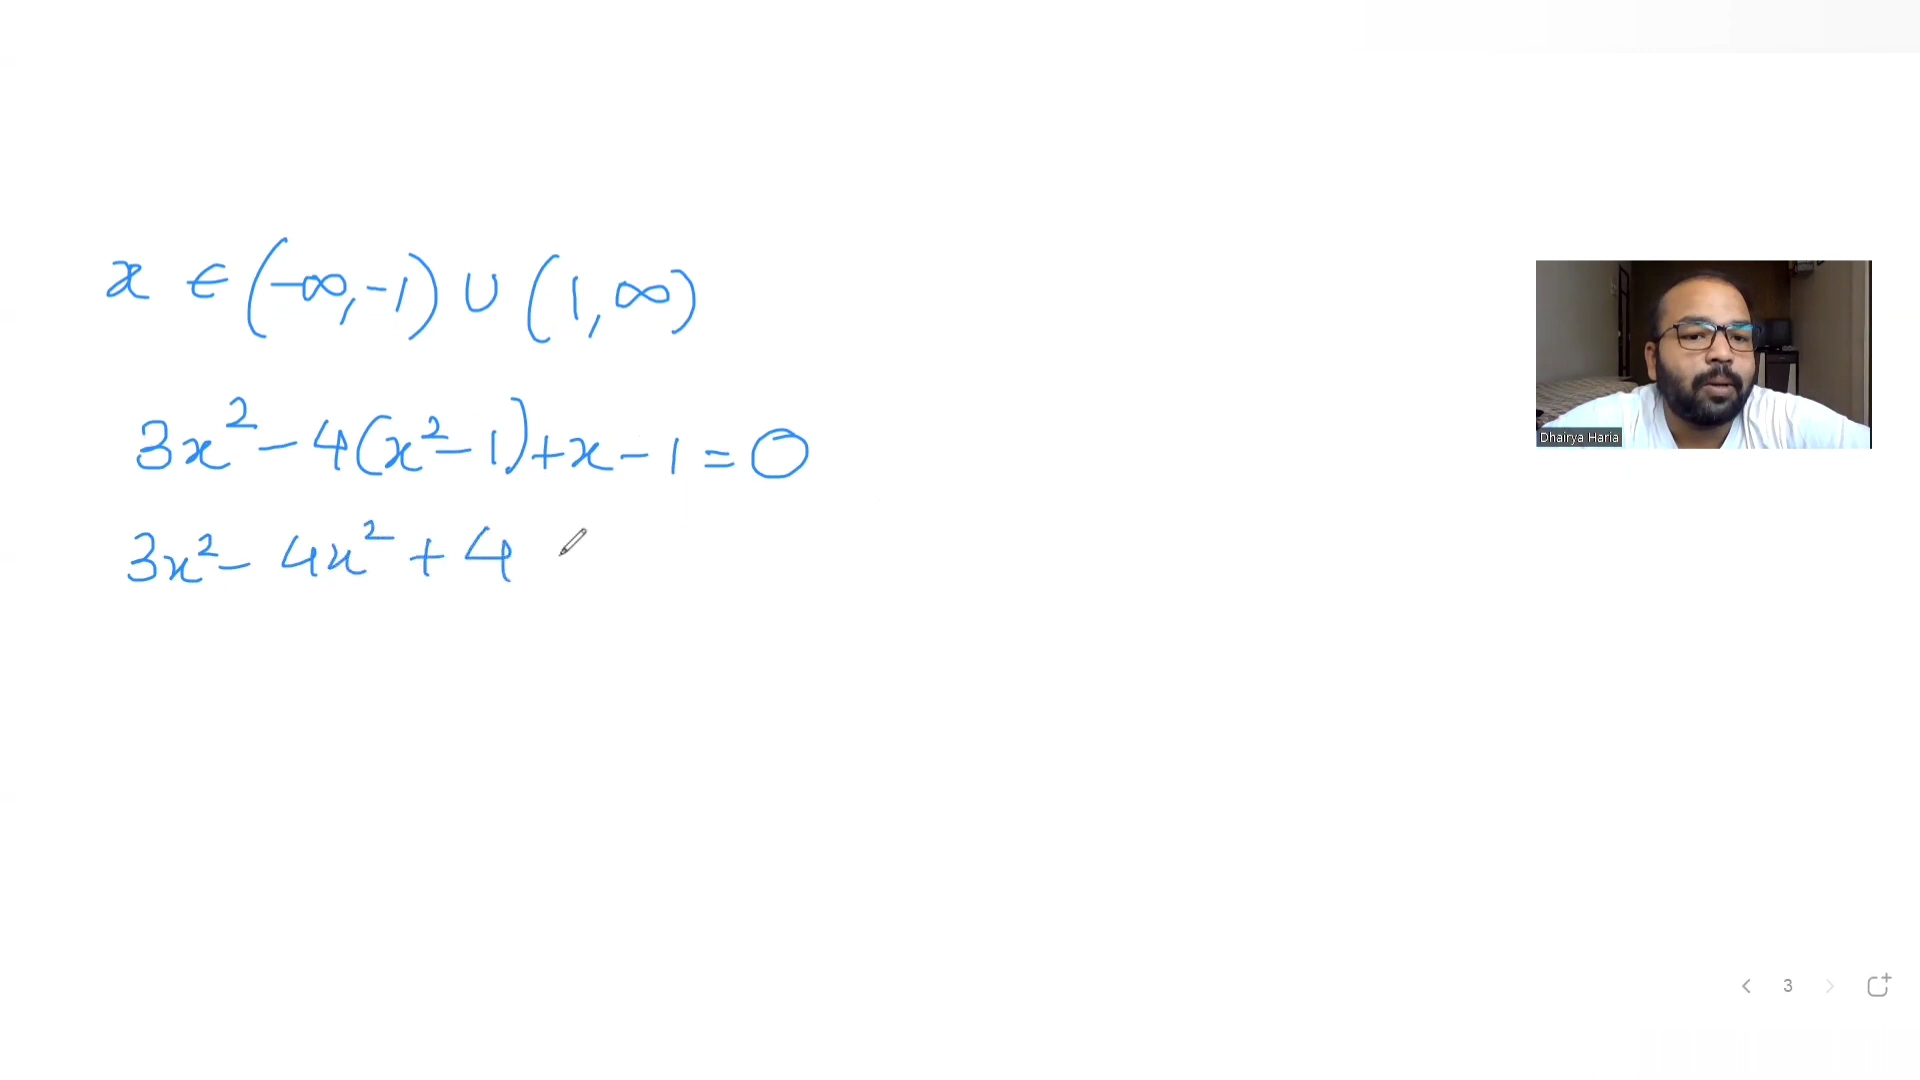 x ∈ (-∞, -1) ∪ (1, ∞)
3x² - 4(x² - 1) + x - 1 = 0
3x² - 4x² + 4
Dhairya Haria
3